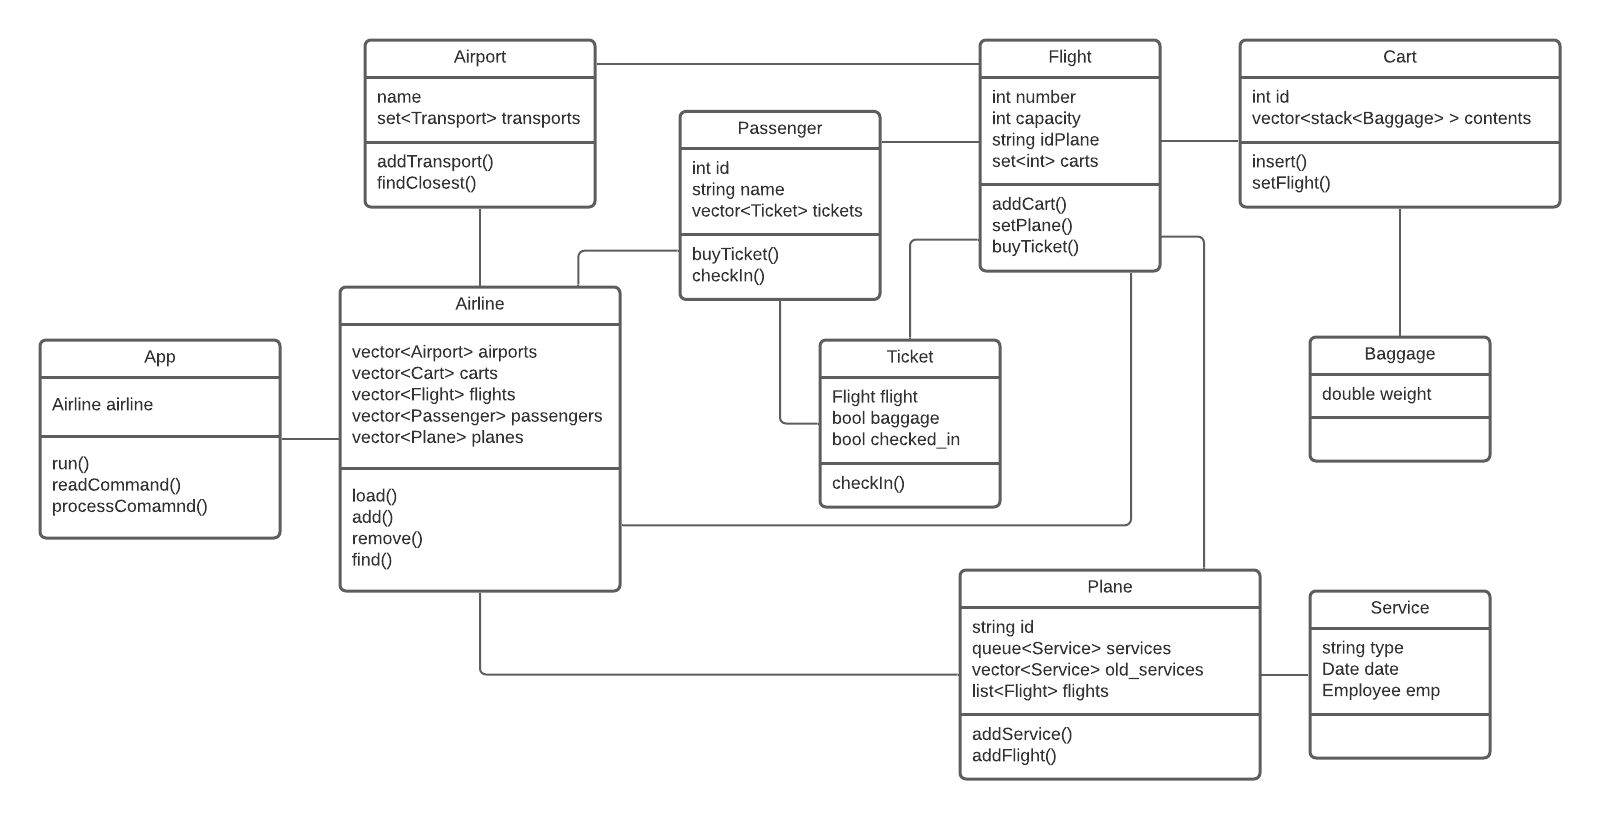 Airport
name
set<Transport> transports
addTransport()
findClosest()
Passenger
int id
string name
vector<Ticket> tickets
buyTicket()
checkIn()
Flight
int number
int capacity
string idPlane
set<int> carts
addCart()
setPlane()
buyTicket()
Cart
int id
vector<stack<Baggage> > contents
insert()
setFlight()
App
Airline airline
run()
readCommand()
processComamnd()
Airline
vector<Airport> airports
vector<Cart> carts
vector<Flight> flights
vector<Passenger> passengers
vector<Plane> planes
load()
add()
remove()
find()
Ticket
Flight flight
bool baggage
bool checked_in
checkIn()
Baggage
double weight
Plane
string id
queue<Service> services
vector<Service> old_services
list<Flight> flights
addService()
addFlight()
Service
string type
Date date
Employee emp